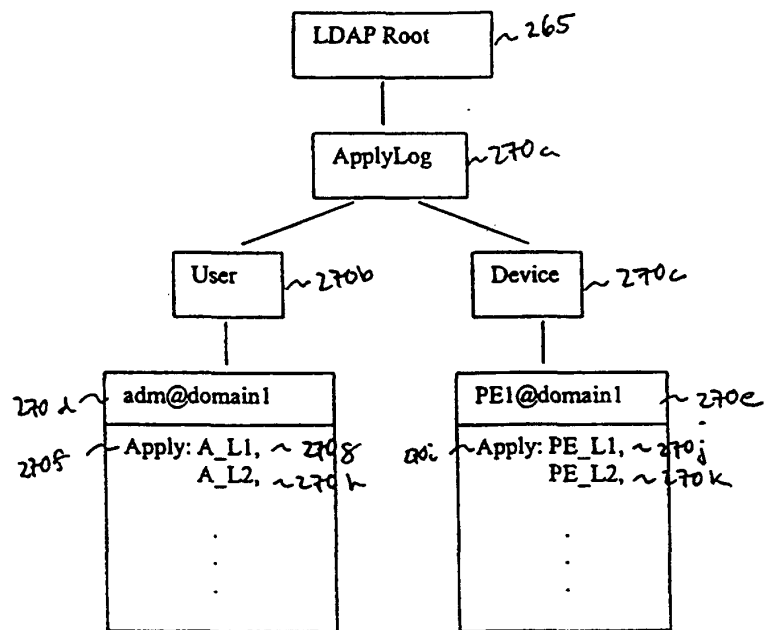 LDAP Root ~ 265
ApplyLog ~270a
User ~270b
Device ~270c
270d ~ adm@domain1
PE1@domain1 ~270e
270f ~ Apply: A_L1, ~270g
A_L2, ~270h
270i ~ Apply: PE_L1, ~270j
PE_L2, ~270k